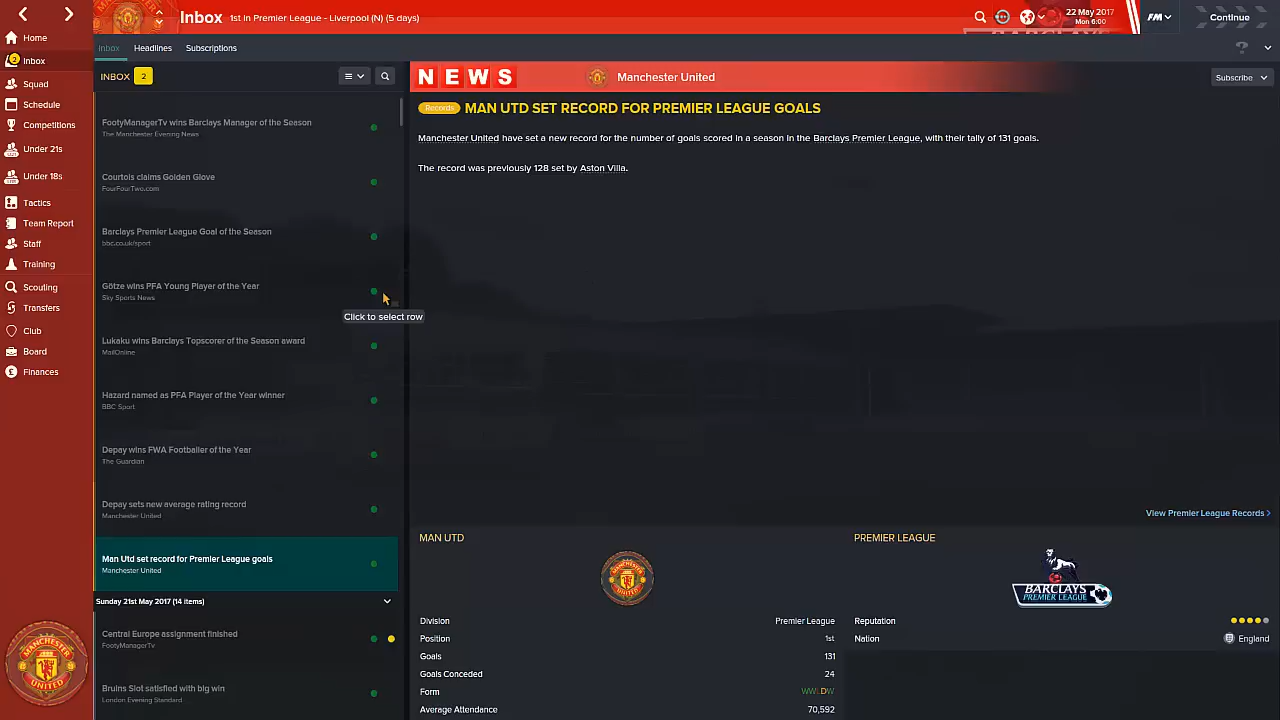 Inbox 1st in Premier League - Liverpool (N) (5 days)
22 May 2017
Mon 6:00
FM
Continue
Home
2 Inbox
Squad
Schedule
Competitions
Under 21s
Under 18s
Tactics
Team Report
Staff
Training
Scouting
Transfers
Club
Board
Finances
MANCHESTER
UNITED
Inbox Headlines Subscriptions
INBOX 2
FootyManagerTv wins Barclays Manager of the Season
The Manchester Evening News
Courtois claims Golden Glove
FourFourTwo.com
Barclays Premier League Goal of the Season
bbc.co.uk/sport
Götze wins PFA Young Player of the Year
Sky Sports News
Click to select row
Lukaku wins Barclays Topscorer of the Season award
MailOnline
Hazard named as PFA Player of the Year winner
BBC Sport
Depay wins FWA Footballer of the Year
The Guardian
Depay sets new average rating record
Manchester United
Man Utd set record for Premier League goals
Manchester United
Sunday 21st May 2017 (14 items)
Central Europe assignment finished
FootyManagerTv
Bruins Slot satisfied with big win
London Evening Standard
NEWS Manchester United
Subscribe
Records MAN UTD SET RECORD FOR PREMIER LEAGUE GOALS
Manchester United have set a new record for the number of goals scored in a season in the Barclays Premier League, with their tally of 131 goals.
The record was previously 128 set by Aston Villa.
View Premier League Records >
MAN UTD
Division Premier League
Position 1st
Goals 131
Goals Conceded 24
Form WWLDW
Average Attendance 70,592
PREMIER LEAGUE
BARCLAYS
PREMIER LEAGUE
Reputation
Nation England